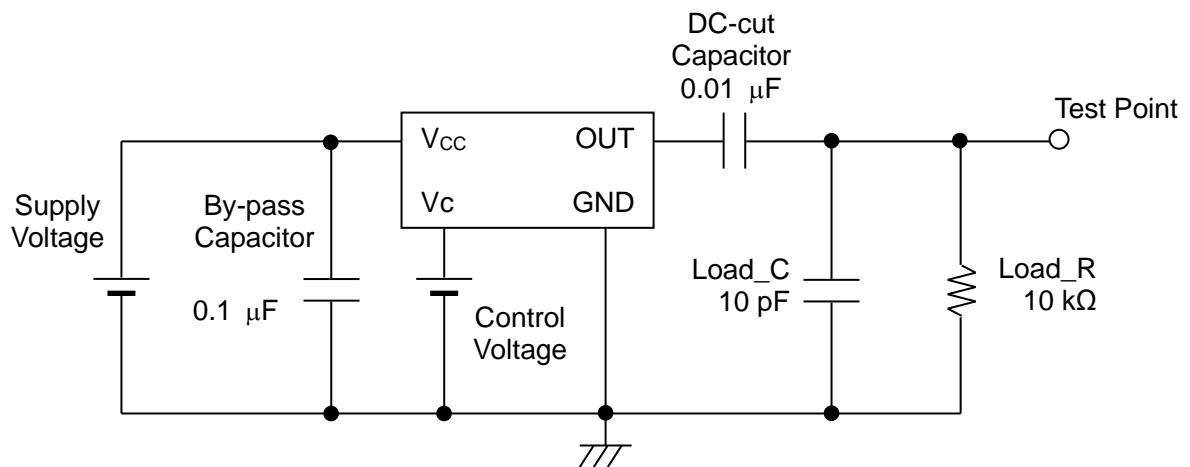 DC-cut
Capacitor
0.01 μF
Test Point
VCC
OUT
Vc
GND
Supply
Voltage
By-pass
Capacitor
0.1 μF
Control
Voltage
Load_C
10 pF
Load_R
10 kΩ